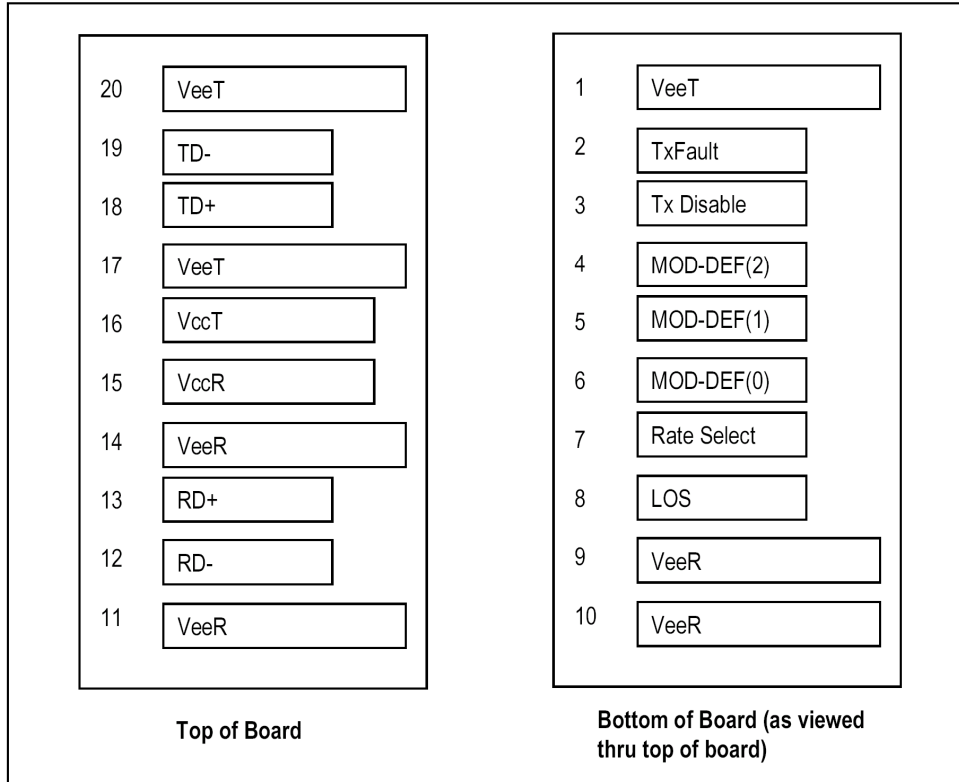 20 VeeT
19 TD-
18 TD+
17 VeeT
16 VccT
15 VccR
14 VeeR
13 RD+
12 RD-
11 VeeR
Top of Board
1 VeeT
2 TxFault
3 Tx Disable
4 MOD-DEF(2)
5 MOD-DEF(1)
6 MOD-DEF(0)
7 Rate Select
8 LOS
9 VeeR
10 VeeR
Bottom of Board (as viewed
thru top of board)